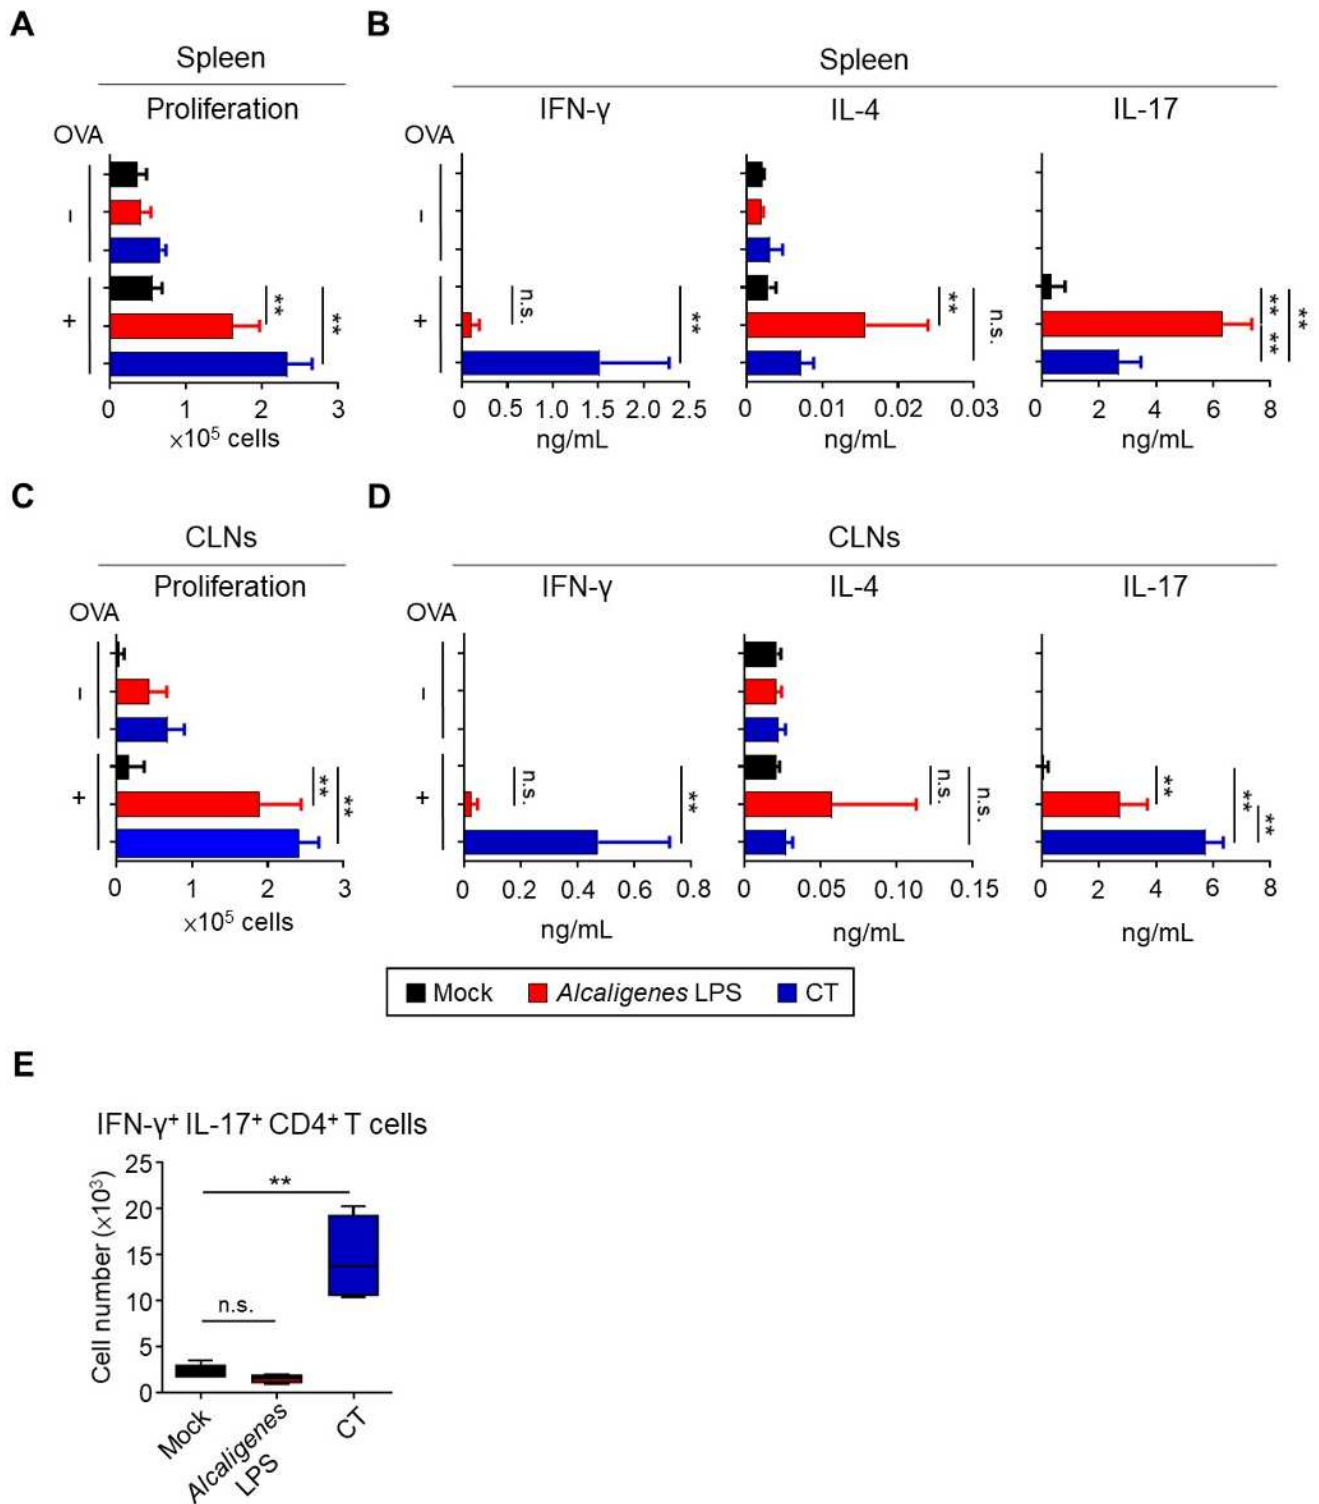 A
Spleen
Proliferation
OVA
−
+
**
**
0 1 2 3
×10⁵ cells
B
Spleen
IFN-γ IL-4 IL-17
OVA
−
+
n.s.
**
0 0.5 1.0 1.5 2.0 2.5
ng/mL
**
n.s.
0 0.01 0.02 0.03
ng/mL
**
**
**
0 2 4 6 8
ng/mL
C
CLNs
Proliferation
OVA
−
+
**
**
0 1 2 3
×10⁵ cells
D
CLNs
IFN-γ IL-4 IL-17
OVA
−
+
n.s.
**
0 0.2 0.4 0.6 0.8
ng/mL
n.s.
n.s.
0 0.05 0.10 0.15
ng/mL
**
**
**
0 2 4 6 8
ng/mL
Mock Alcaligenes LPS CT
E
IFN-γ⁺ IL-17⁺ CD4⁺ T cells
Cell number (×10³)
25
20
15
10
5
0
**
n.s.
Mock
Alcaligenes
LPS
CT